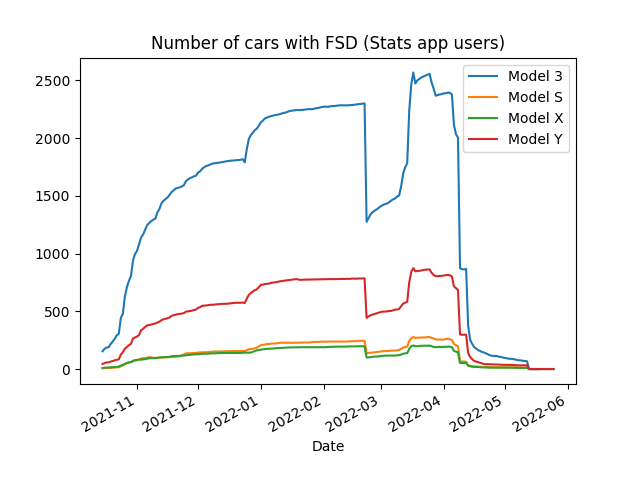 Number of cars with FSD (Stats app users)
Model 3
Model S
Model X
Model Y
2500
2000
1500
1000
500
0
2021-11
2021-12
2022-01
2022-02
2022-03
2022-04
2022-05
2022-06
Date